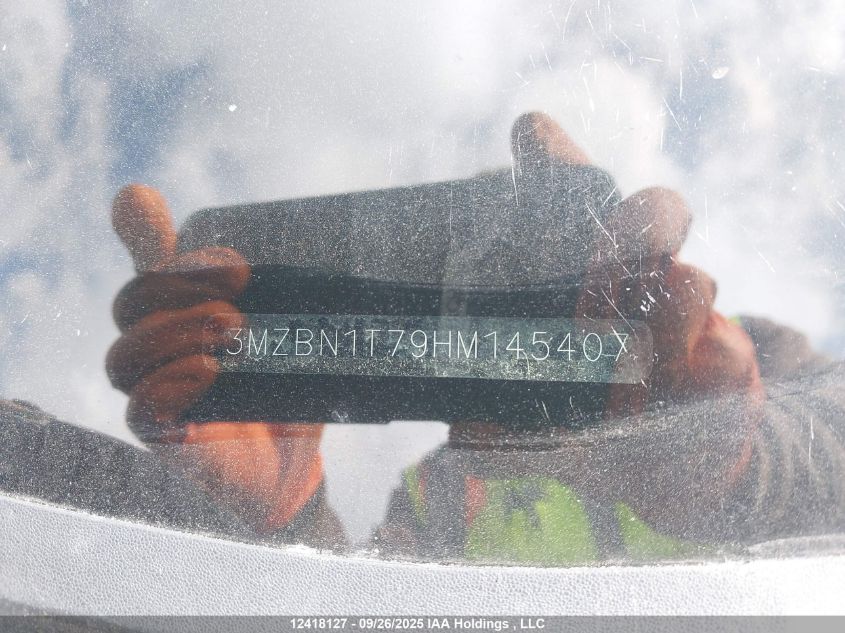 3MZBN1T79HM145407
12418127 - 09/26/2025 IAA Holdings , LLC